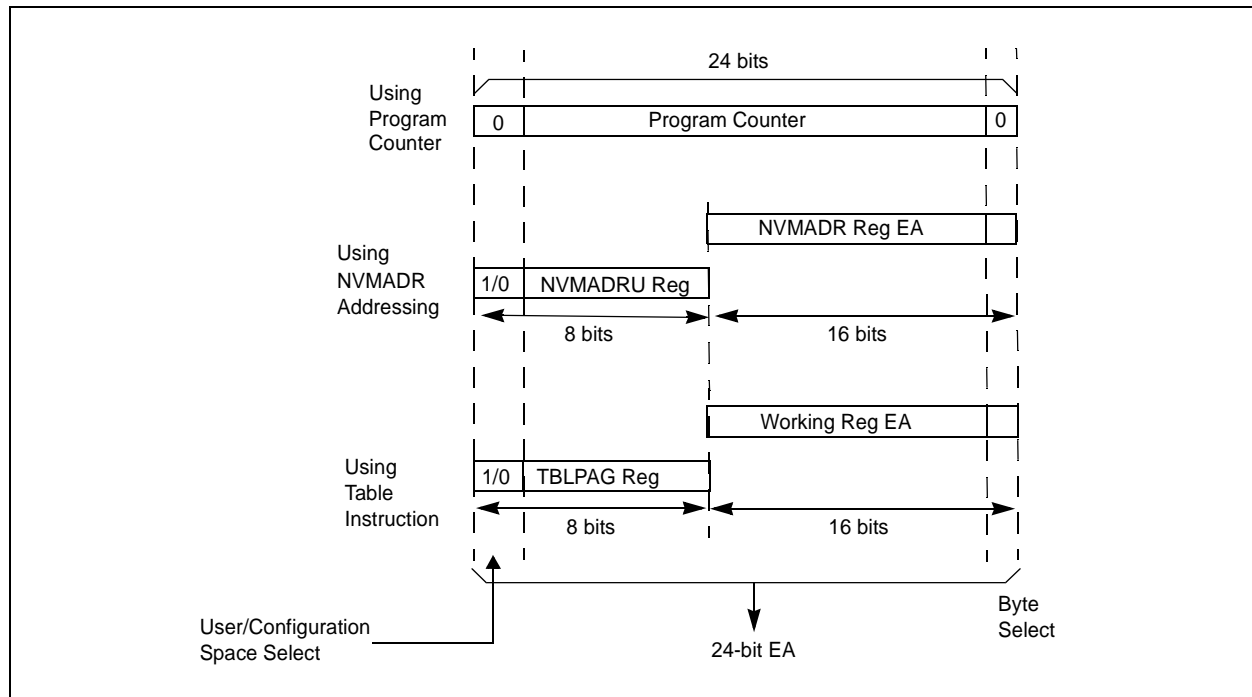 24 bits
Using
Program
Counter
0
Program Counter
0
NVMADR Reg EA
Using
NVMADR
Addressing
1/0
NVMADRU Reg
8 bits
16 bits
Working Reg EA
Using
Table
Instruction
1/0
TBLPAG Reg
8 bits
16 bits
User/Configuration
Space Select
24-bit EA
Byte
Select